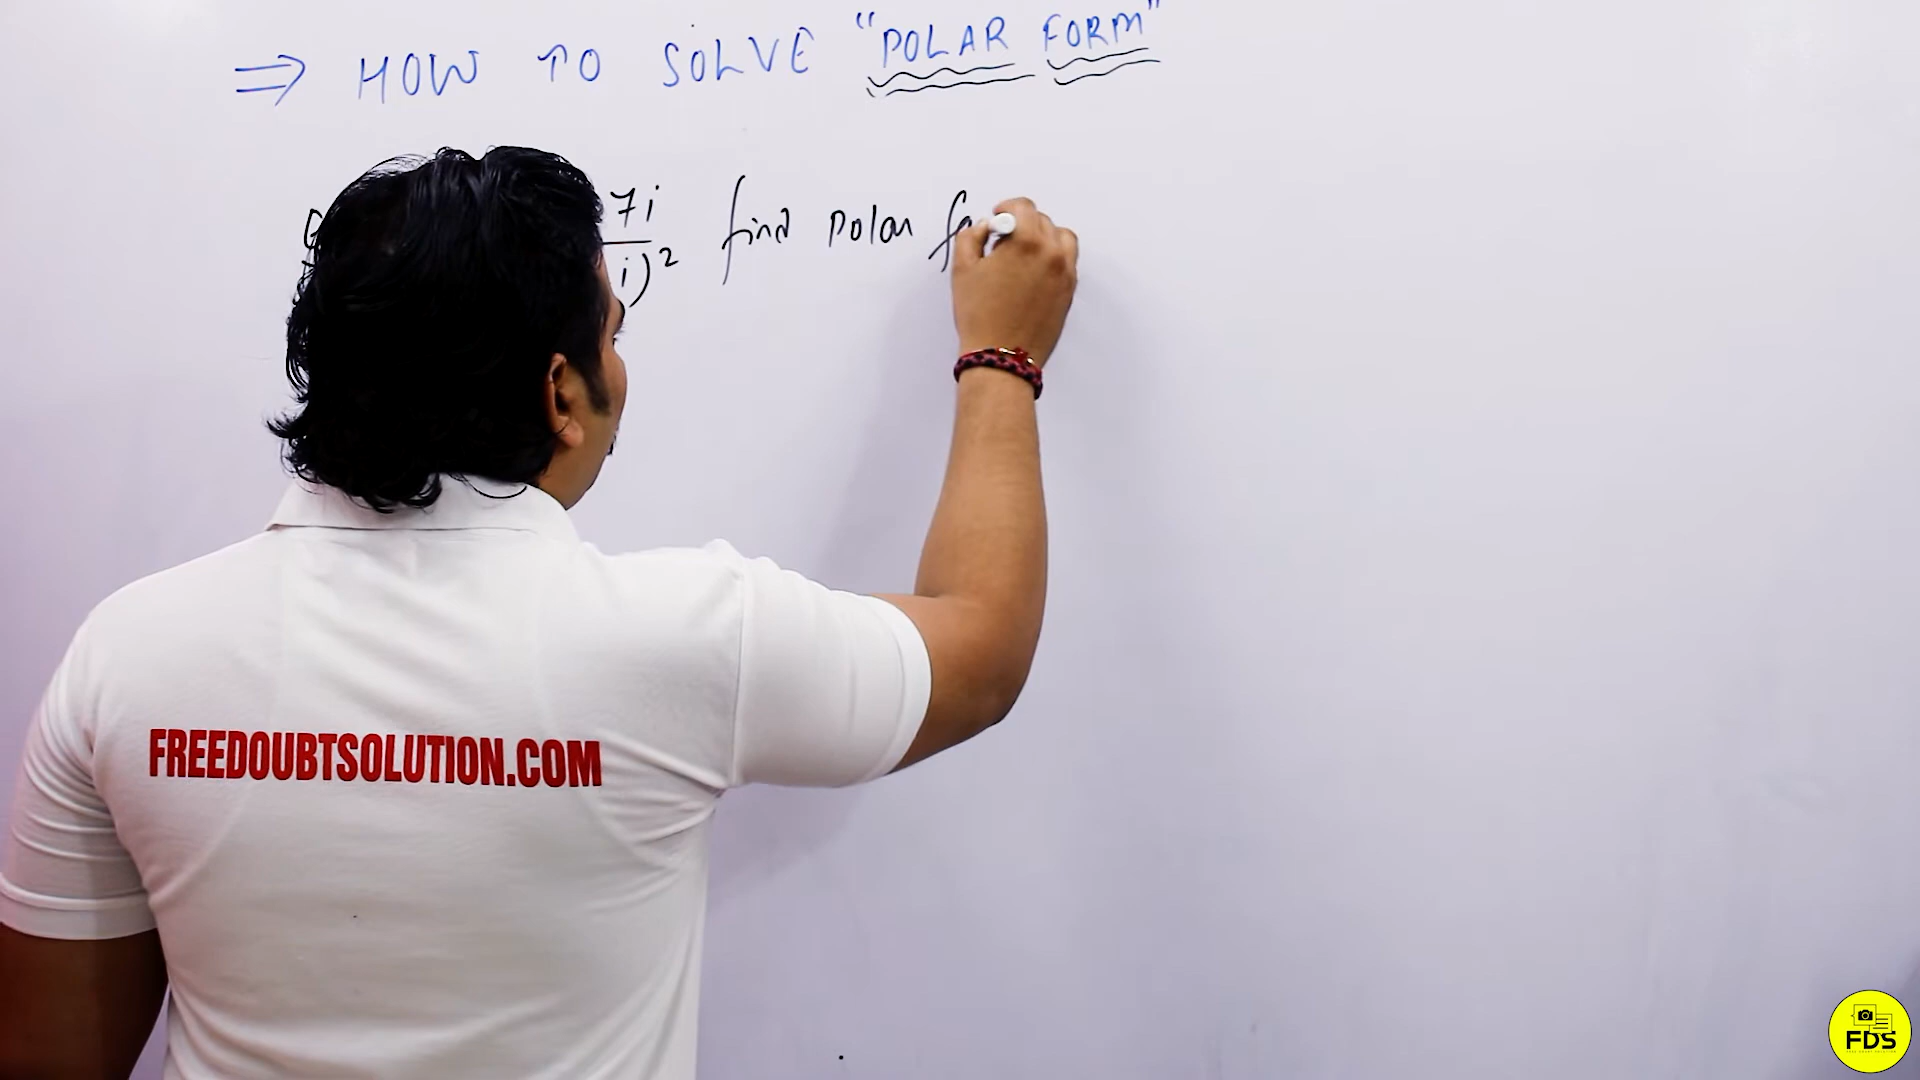 ⇒ HOW TO SOLVE "POLAR FORM"
7i find polar
i)²
FREEDOUBTSOLUTION.COM
FDS